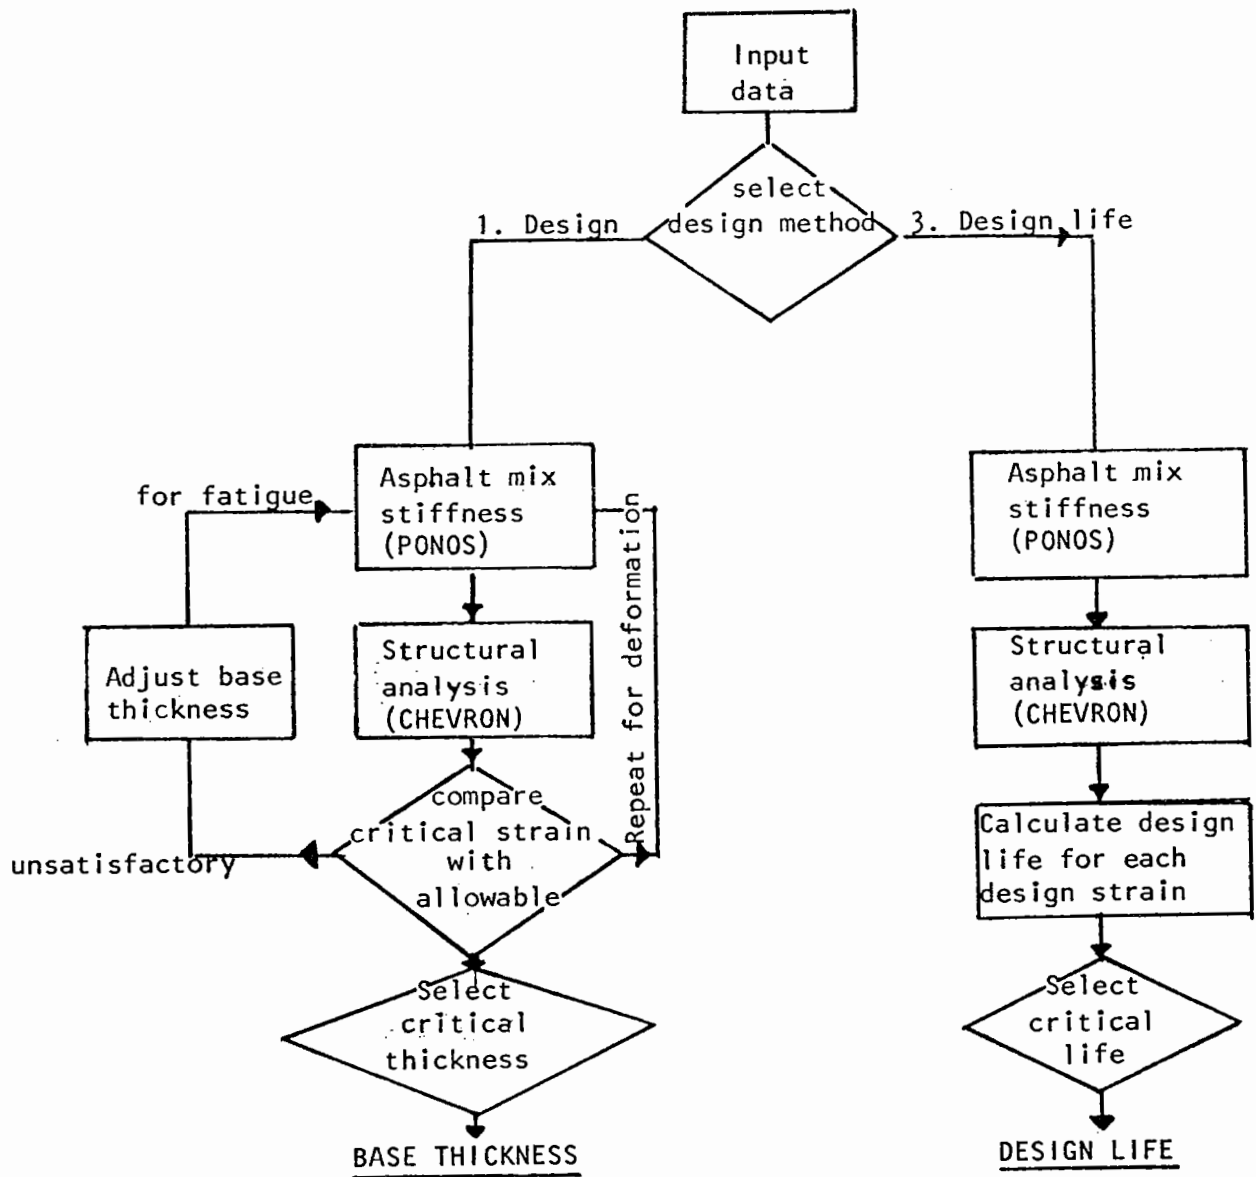 Input
data
select
design method
1. Design
3. Design life
for fatigue
Asphalt mix
stiffness
(PONOS)
Repeat for deformation
Adjust base
thickness
Structural
analysis
(CHEVRON)
compare
critical strain
with
allowable
unsatisfactory
Select
critical
thickness
BASE THICKNESS
Asphalt mix
stiffness
(PONOS)
Structural
analysis
(CHEVRON)
Calculate design
life for each
design strain
Select
critical
life
DESIGN LIFE